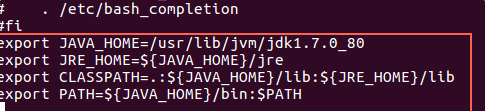 #    . /etc/bash_completion
#fi
export JAVA_HOME=/usr/lib/jvm/jdk1.7.0_80
export JRE_HOME=${JAVA_HOME}/jre
export CLASSPATH=.:${JAVA_HOME}/lib:${JRE_HOME}/lib
export PATH=${JAVA_HOME}/bin:$PATH